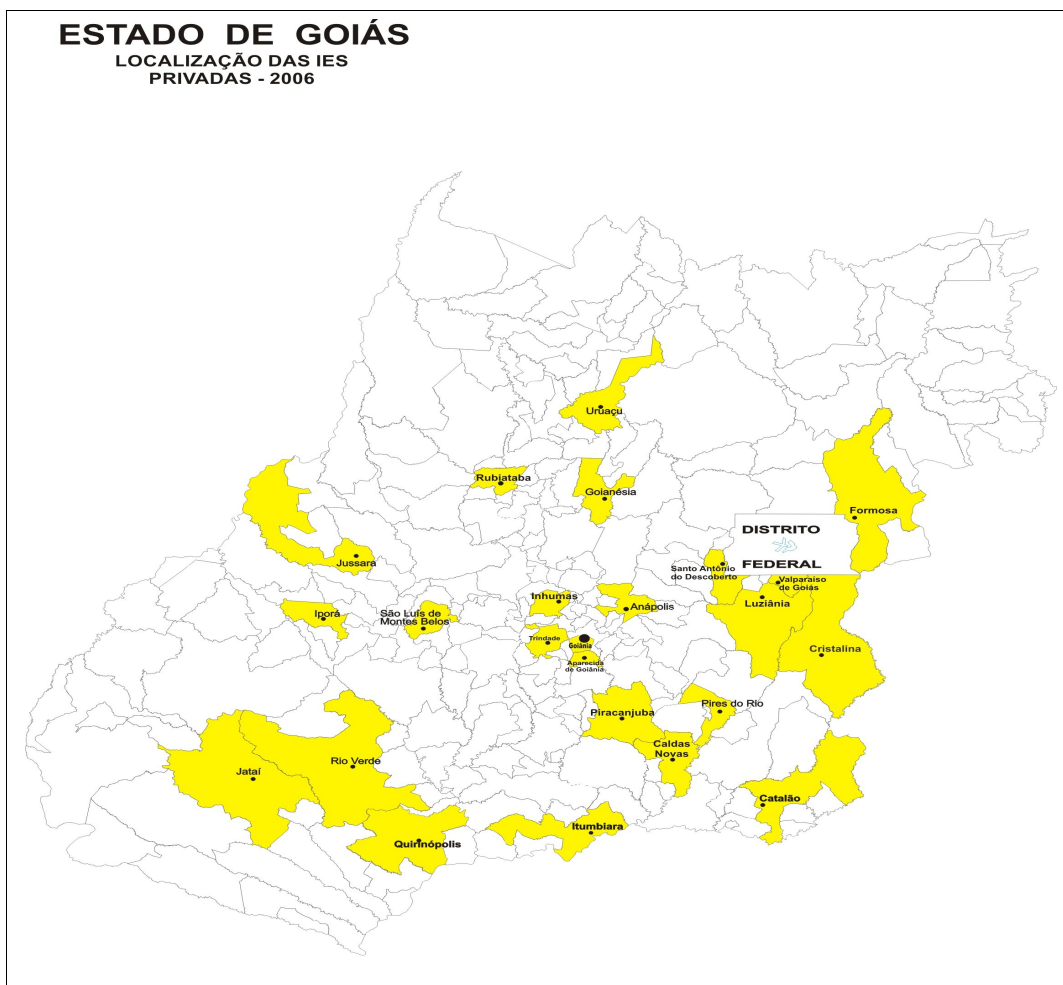 ESTADO DE GOIÁS
LOCALIZAÇÃO DAS IES
PRIVADAS - 2006
Uruaçu
Rubiataba
Goianésia
Formosa
DISTRITO
FEDERAL
Jussara
Santo Antônio
do Descoberto
Valparaíso
de Goiás
Luziânia
Inhumas
Anápolis
Iporá
São Luís de
Montes Belos
Trindade
Goiânia
Aparecida
de Goiânia
Cristalina
Pires do Rio
Piracanjuba
Caldas
Novas
Rio Verde
Jataí
Catalão
Itumbiara
Quirinópolis